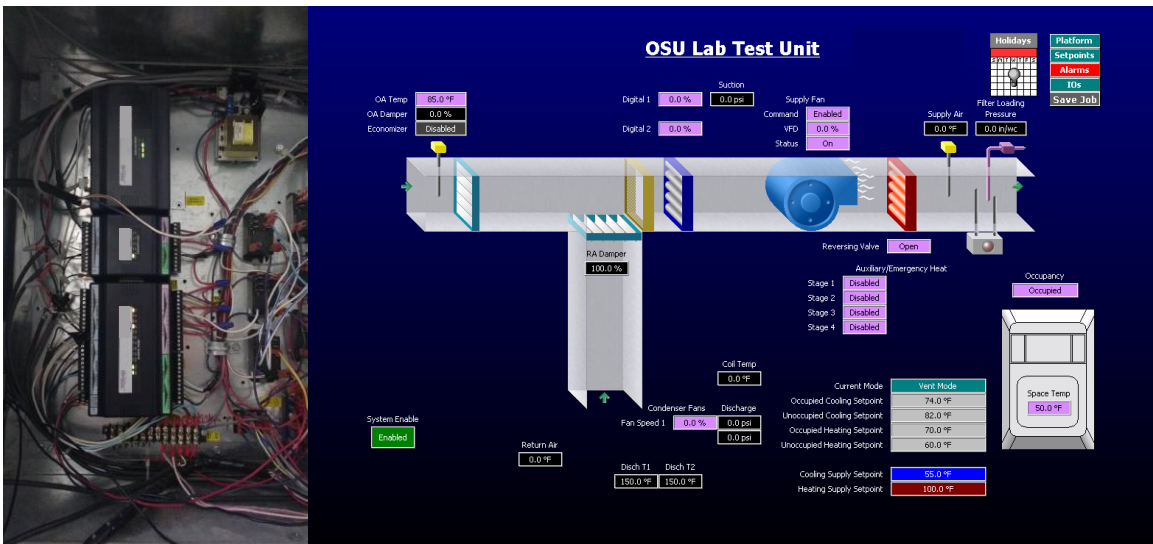 OSU Lab Test Unit
Holidays
S M T W T F S
Platform
Setpoints
Alarms
IOs
Save Job
OA Temp 85.0 °F
OA Damper 0.0 %
Economizer Disabled
Suction
Digital 1 0.0 % 0.0 psi
Digital 2 0.0 %
Supply Fan
Command Enabled
VFD 0.0 %
Status On
Supply Air
0.0 °F
Filter Loading
Pressure
0.0 in/wc
RA Damper
100.0 %
Reversing Valve Open
Auxiliary/Emergency Heat
Stage 1 Disabled
Stage 2 Disabled
Stage 3 Disabled
Stage 4 Disabled
Occupancy
Occupied
Space Temp
50.0 °F
Coil Temp
0.0 °F
Condenser Fans Discharge
Fan Speed 1 0.0 % 0.0 psi
0.0 psi
System Enable
Enabled
Return Air
0.0 °F
Disch T1 Disch T2
150.0 °F 150.0 °F
Current Mode Vent Mode
Occupied Cooling Setpoint 74.0 °F
Unoccupied Cooling Setpoint 82.0 °F
Occupied Heating Setpoint 70.0 °F
Unoccupied Heating Setpoint 60.0 °F
Cooling Supply Setpoint 55.0 °F
Heating Supply Setpoint 100.0 °F